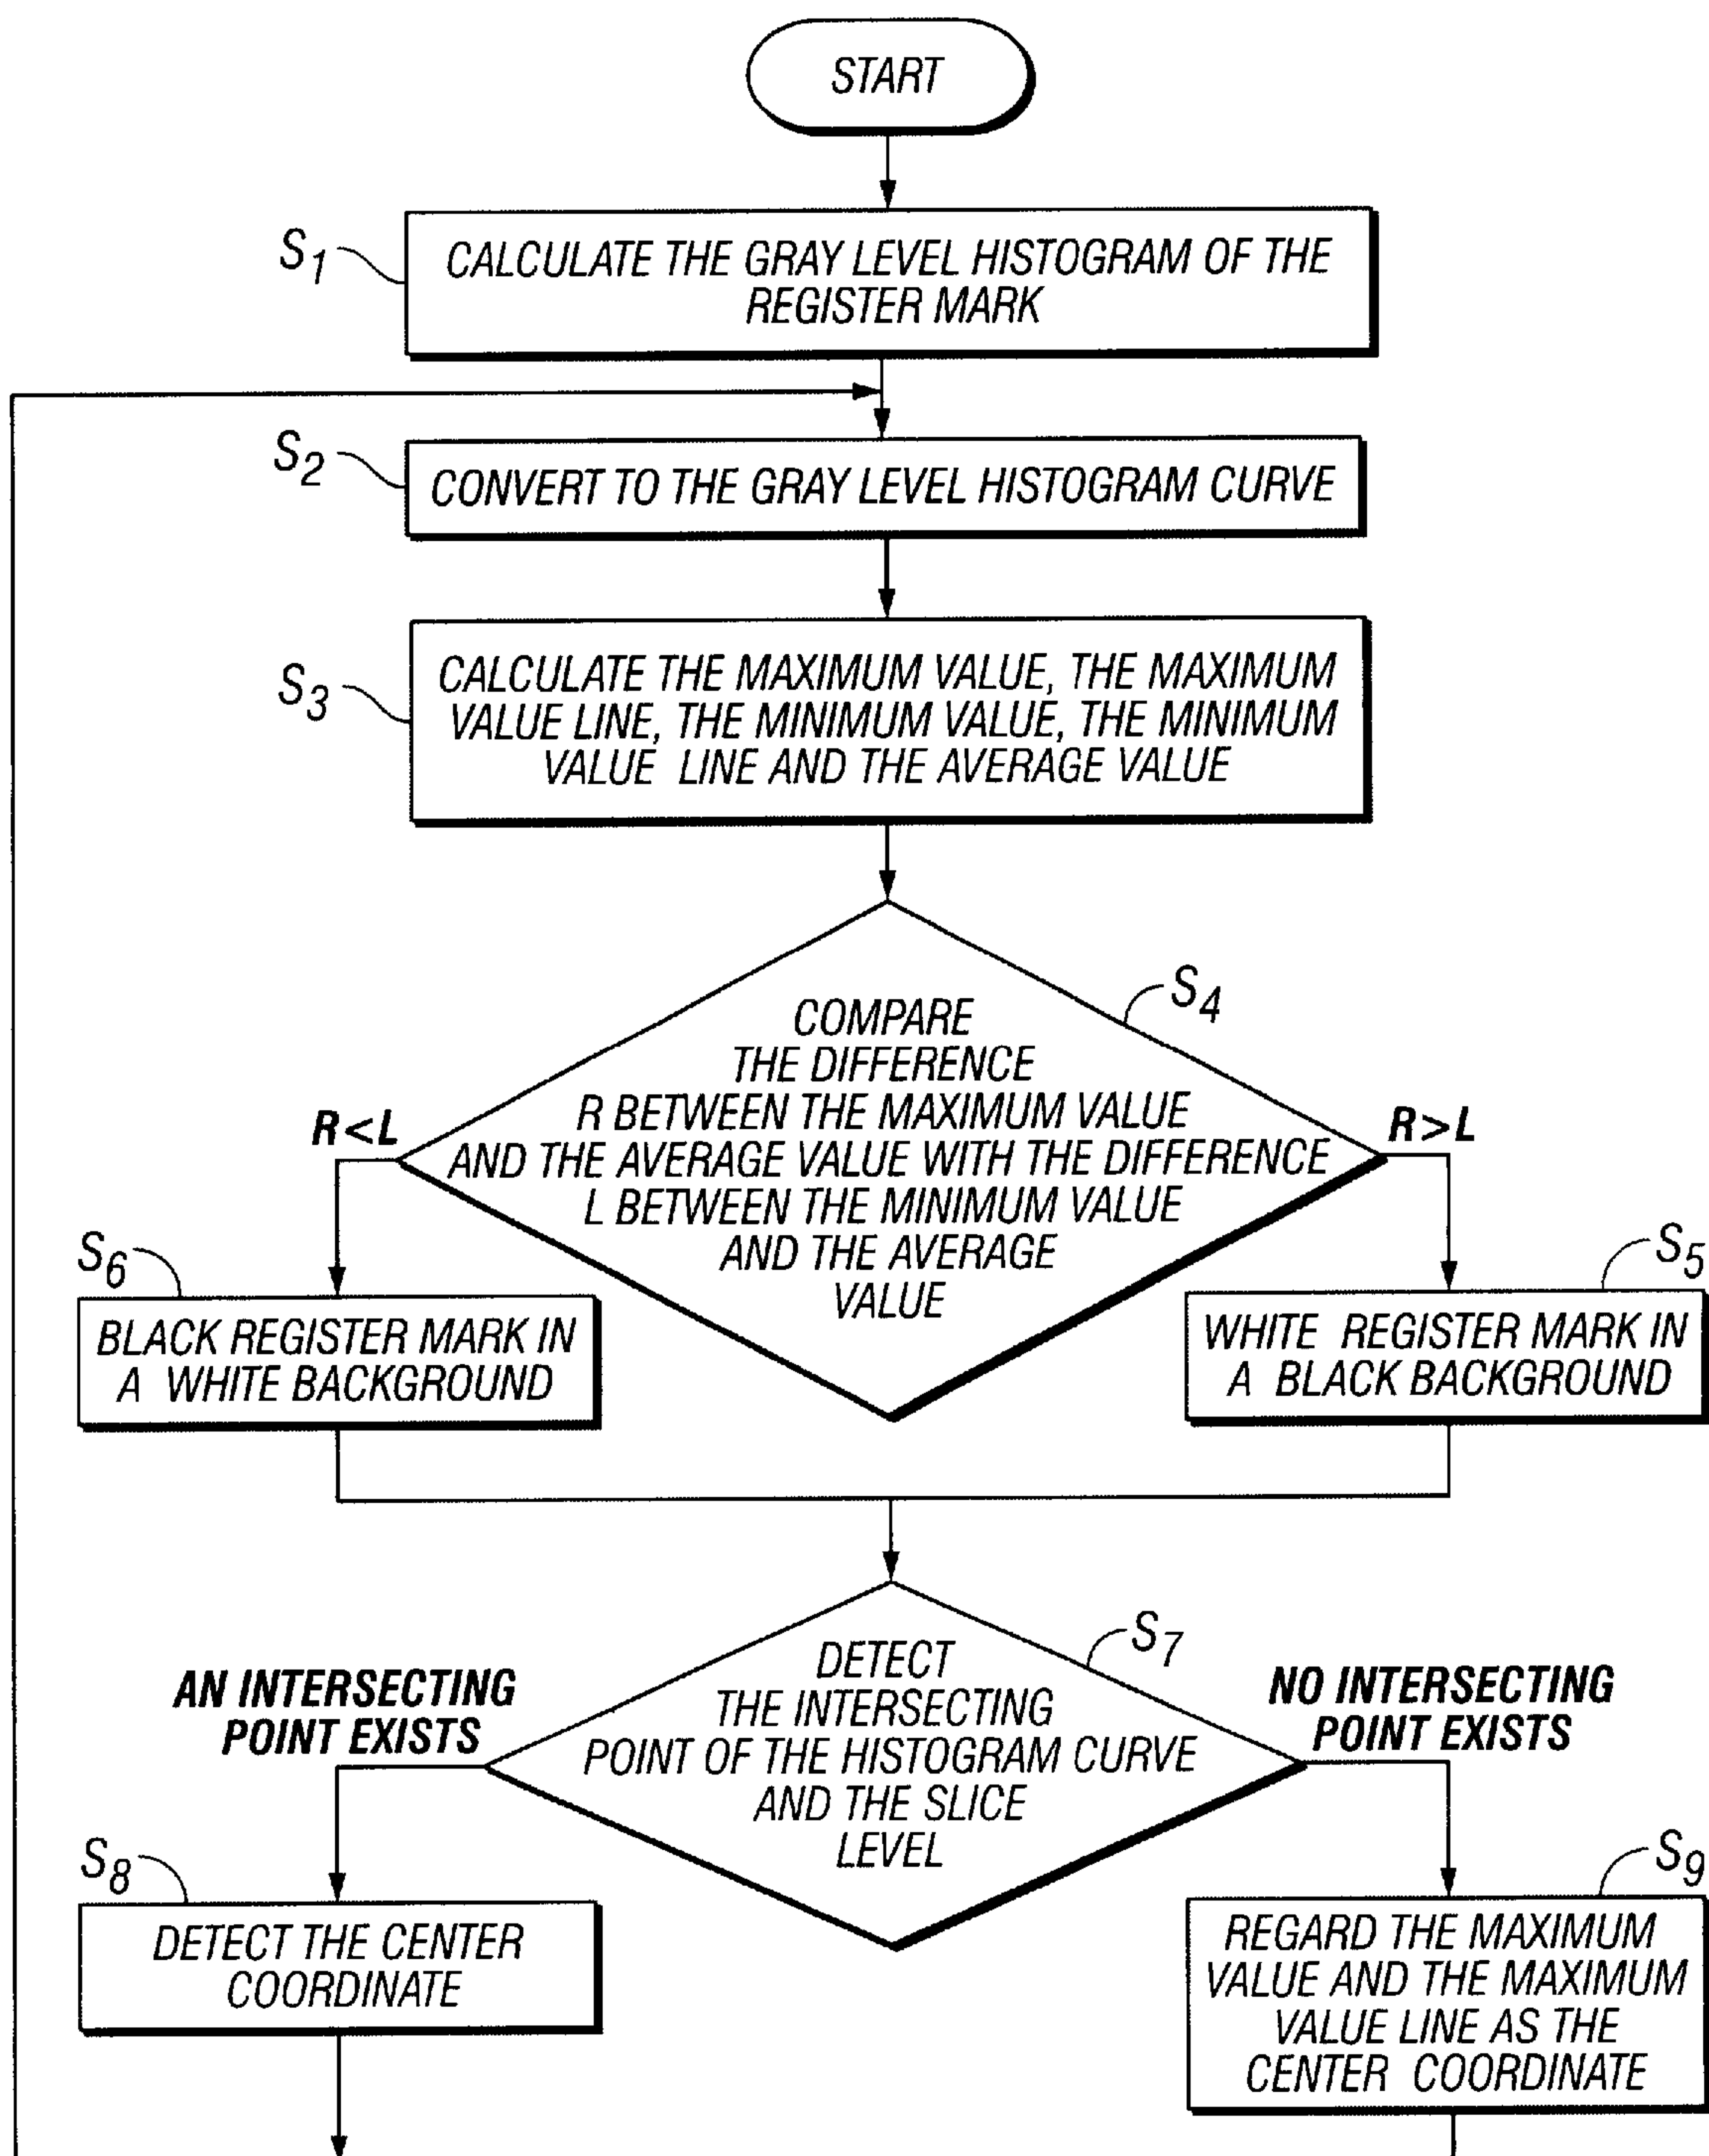 START
S1
CALCULATE THE GRAY LEVEL HISTOGRAM OF THE
REGISTER MARK
S2
CONVERT TO THE GRAY LEVEL HISTOGRAM CURVE
S3
CALCULATE THE MAXIMUM VALUE, THE MAXIMUM
VALUE LINE, THE MINIMUM VALUE, THE MINIMUM
VALUE LINE AND THE AVERAGE VALUE
S4
COMPARE
THE DIFFERENCE
R BETWEEN THE MAXIMUM VALUE
AND THE AVERAGE VALUE WITH THE DIFFERENCE
L BETWEEN THE MINIMUM VALUE
AND THE AVERAGE
VALUE
R<L
R>L
S6
BLACK REGISTER MARK IN
A WHITE BACKGROUND
S5
WHITE REGISTER MARK IN
A BLACK BACKGROUND
S7
DETECT
THE INTERSECTING
POINT OF THE HISTOGRAM CURVE
AND THE SLICE
LEVEL
AN INTERSECTING
POINT EXISTS
NO INTERSECTING
POINT EXISTS
S8
DETECT THE CENTER
COORDINATE
S9
REGARD THE MAXIMUM
VALUE AND THE MAXIMUM
VALUE LINE AS THE
CENTER COORDINATE